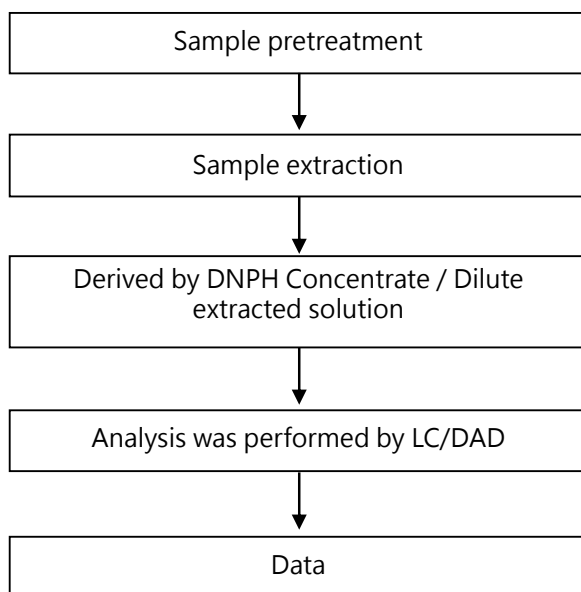 Sample pretreatment
Sample extraction
Derived by DNPH Concentrate / Dilute
extracted solution
Analysis was performed by LC/DAD
Data